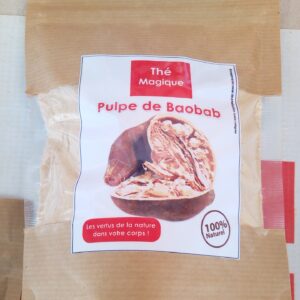 Thé
Magique
Pulpe de Baobab
Les vertus de la nature
dans votre corps !
100%
Naturel